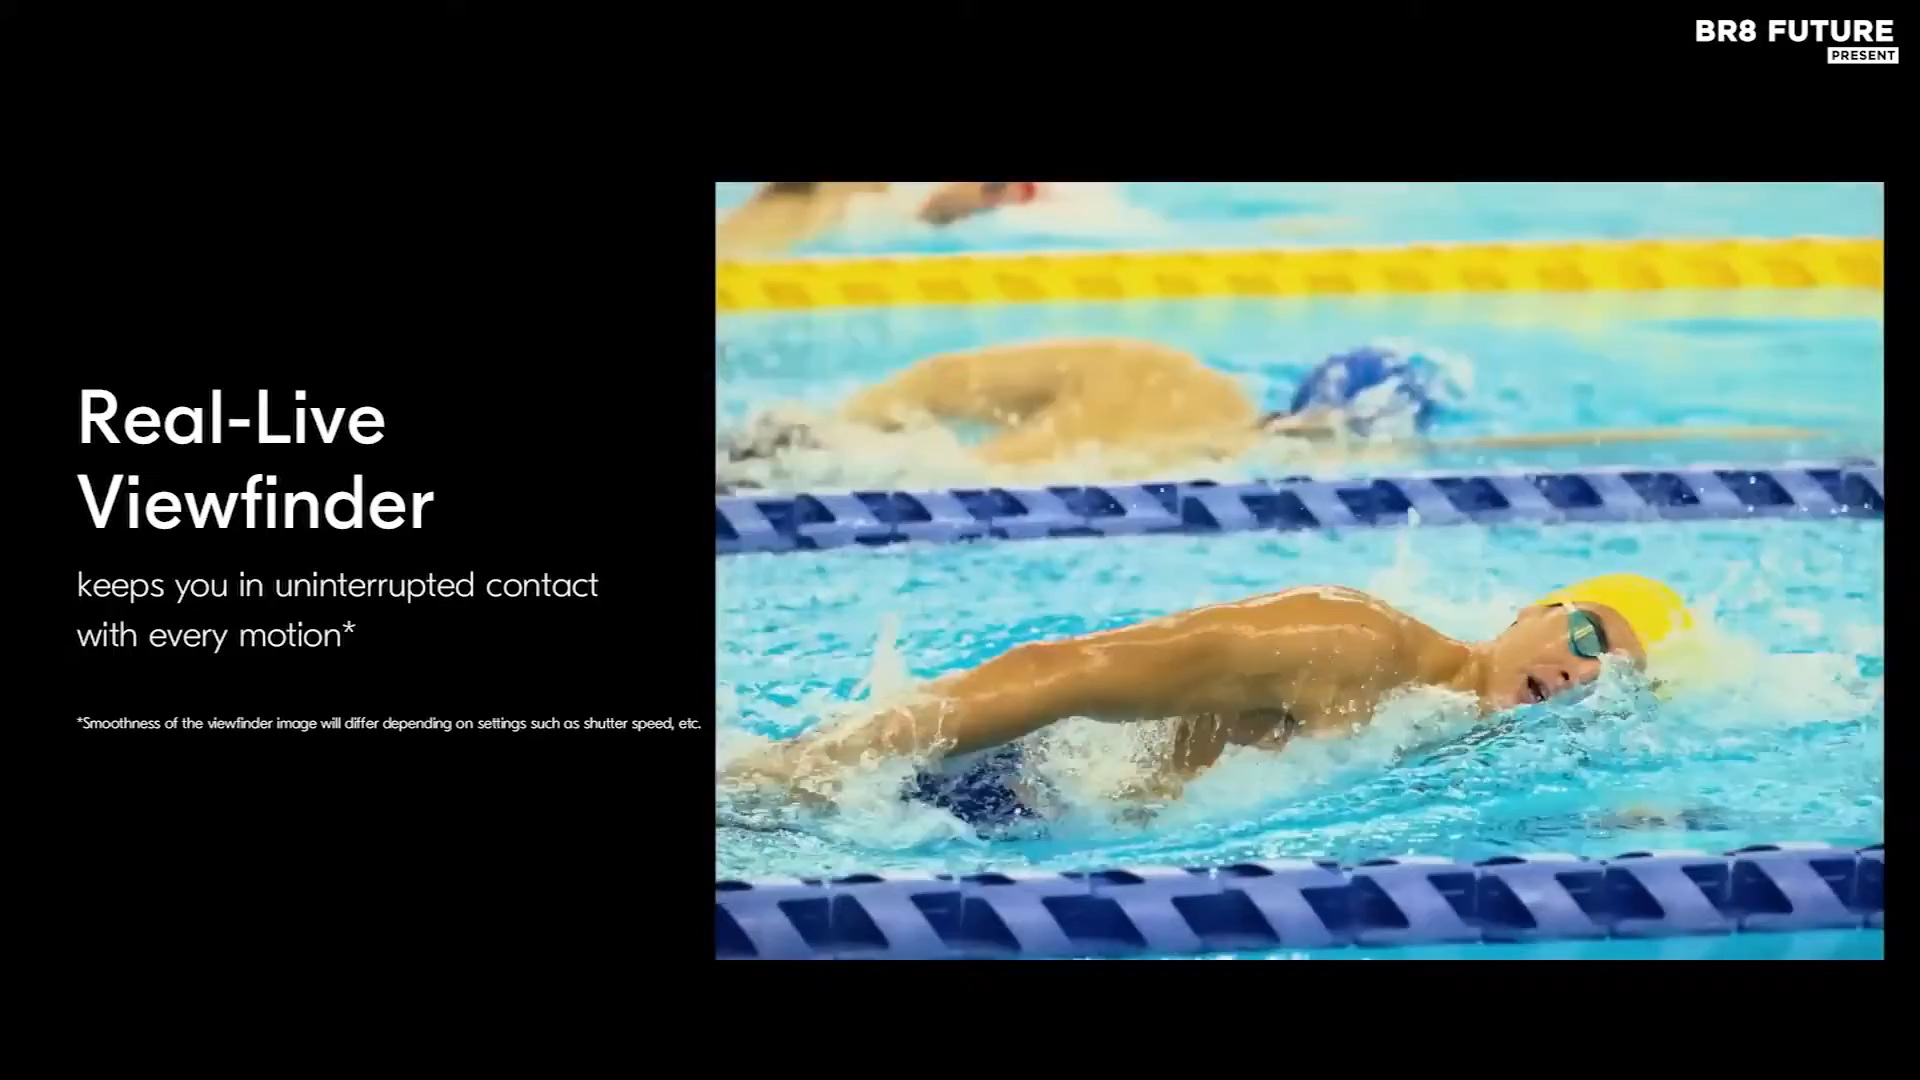 BR8 FUTURE
PRESENT
Real-Live
Viewfinder
keeps you in uninterrupted contact
with every motion*
*Smoothness of the viewfinder image will differ depending on settings such as shutter speed, etc.